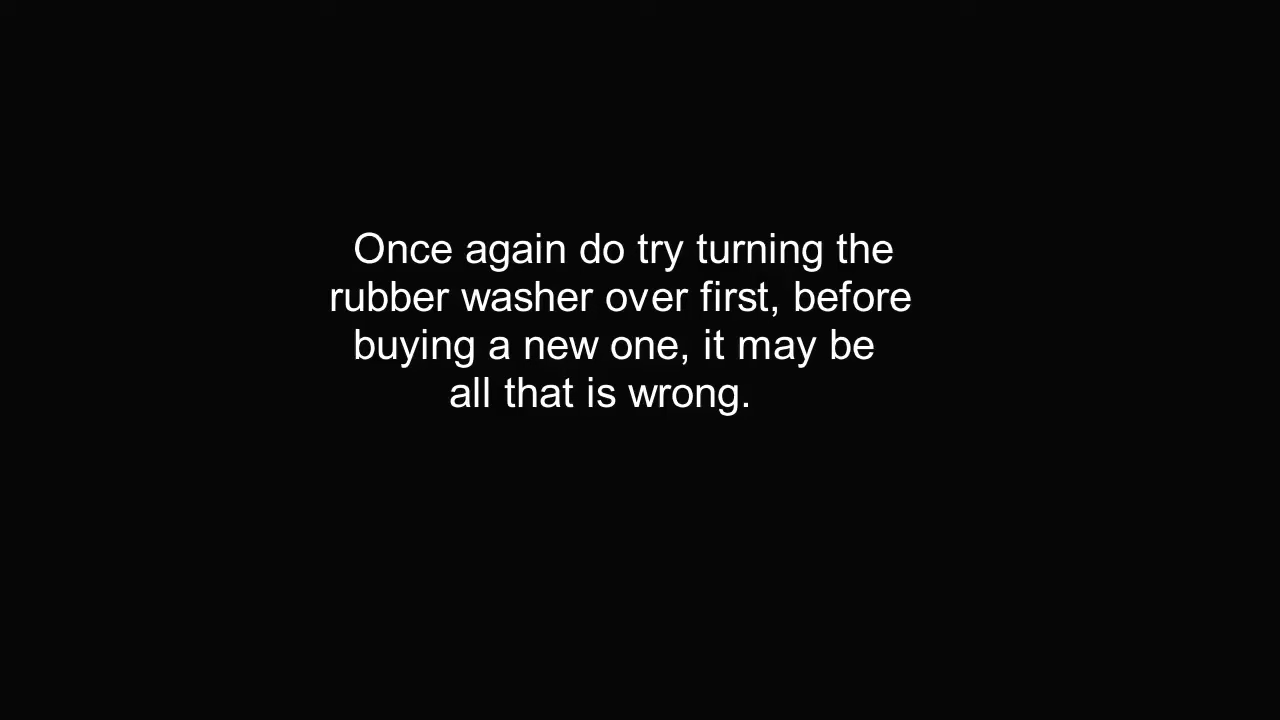 Once again do try turning the
rubber washer over first, before
buying a new one, it may be
all that is wrong.